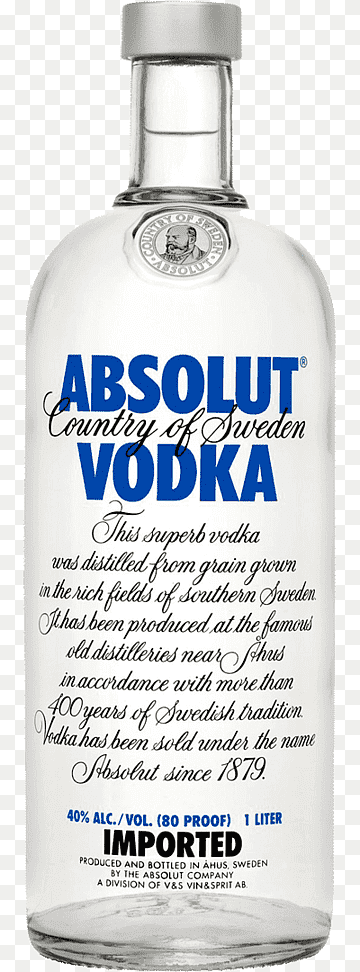 COUNTRY OF SWEDEN
ABSOLUT
ABSOLUT®
Country of Sweden
VODKA
This superb vodka
was distilled from grain grown
in the rich fields of southern Sweden.
It has been produced at the famous
old distilleries near Åhus
in accordance with more than
400 years of Swedish tradition.
Vodka has been sold under the name
Absolut since 1879.
40% ALC./VOL. (80 PROOF) 1 LITER
IMPORTED
PRODUCED AND BOTTLED IN ÅHUS, SWEDEN
BY THE ABSOLUT COMPANY
A DIVISION OF V&S VIN&SPRIT AB.